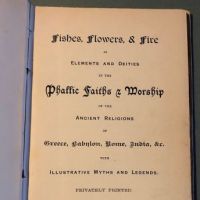 Fishes, Flowers, & Fire
AS
ELEMENTS AND DEITIES
IN THE
Phallic Faiths & Worship
OF THE
ANCIENT RELIGIONS
OF
Greece, Babylon, Rome, India, &c.
WITH
ILLUSTRATIVE MYTHS AND LEGENDS.
PRIVATELY PRINTED